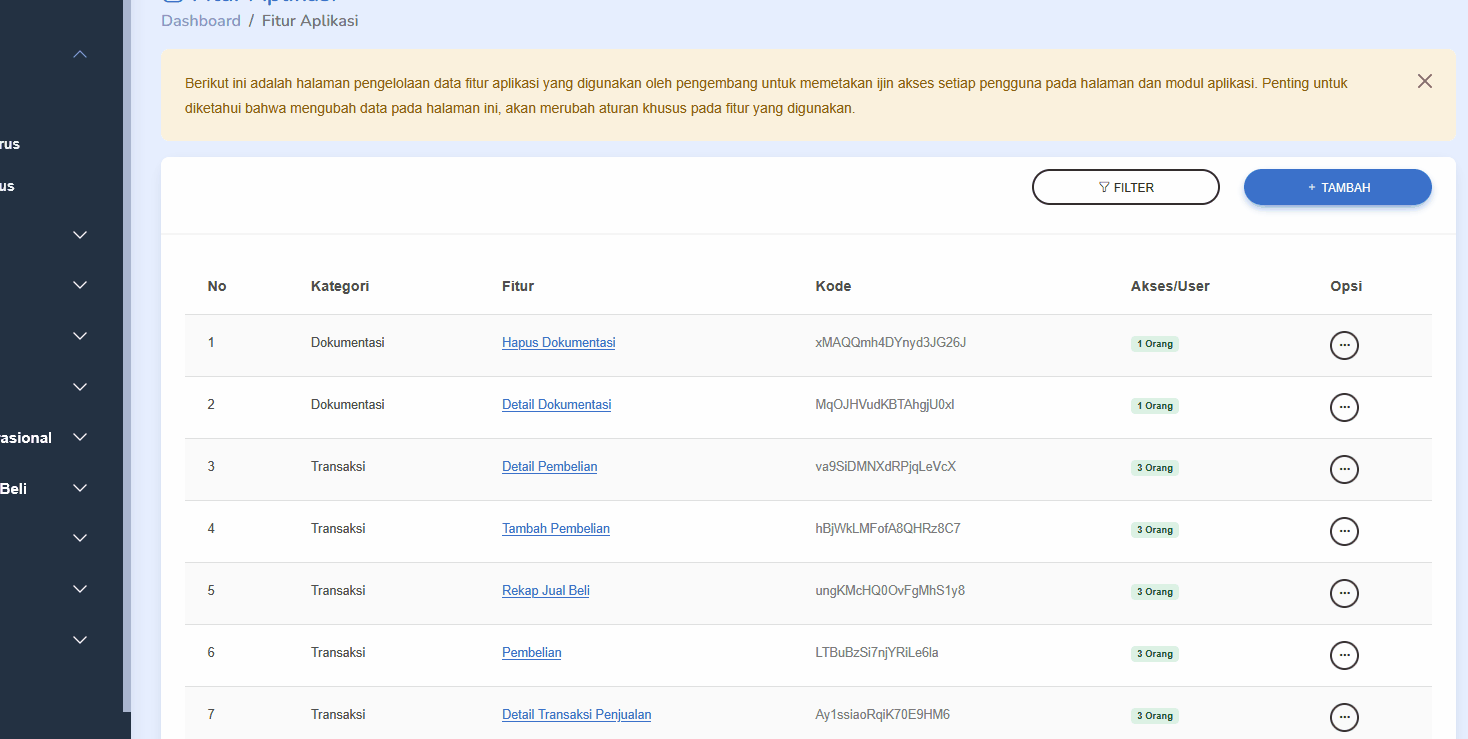 Fitur Aplikasi
Dashboard / Fitur Aplikasi
Berikut ini adalah halaman pengelolaan data fitur aplikasi yang digunakan oleh pengembang untuk memetakan ijin akses setiap pengguna pada halaman dan modul aplikasi. Penting untuk
diketahui bahwa mengubah data pada halaman ini, akan merubah aturan khusus pada fitur yang digunakan.
rus
us
asional
Beli
FILTER
+ TAMBAH
No Kategori Fitur Kode Akses/User Opsi
1 Dokumentasi Hapus Dokumentasi xMAQQmh4DYnyd3JG26J 1 Orang
2 Dokumentasi Detail Dokumentasi MqOJHVudKBTAhgjU0xI 1 Orang
3 Transaksi Detail Pembelian va9SiDMNXdRPjqLeVcX 3 Orang
4 Transaksi Tambah Pembelian hBjWkLMFofA8QHRz8C7 3 Orang
5 Transaksi Rekap Jual Beli ungKMcHQ0OvFgMhS1y8 3 Orang
6 Transaksi Pembelian LTBuBzSi7njYRiLe6la 3 Orang
7 Transaksi Detail Transaksi Penjualan Ay1ssiaoRqiK70E9HM6 3 Orang